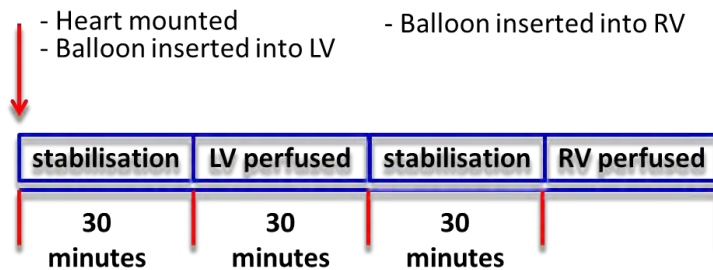 - Heart mounted
- Balloon inserted into LV
- Balloon inserted into RV
stabilisation
LV perfused
stabilisation
RV perfused
30 minutes
30 minutes
30 minutes